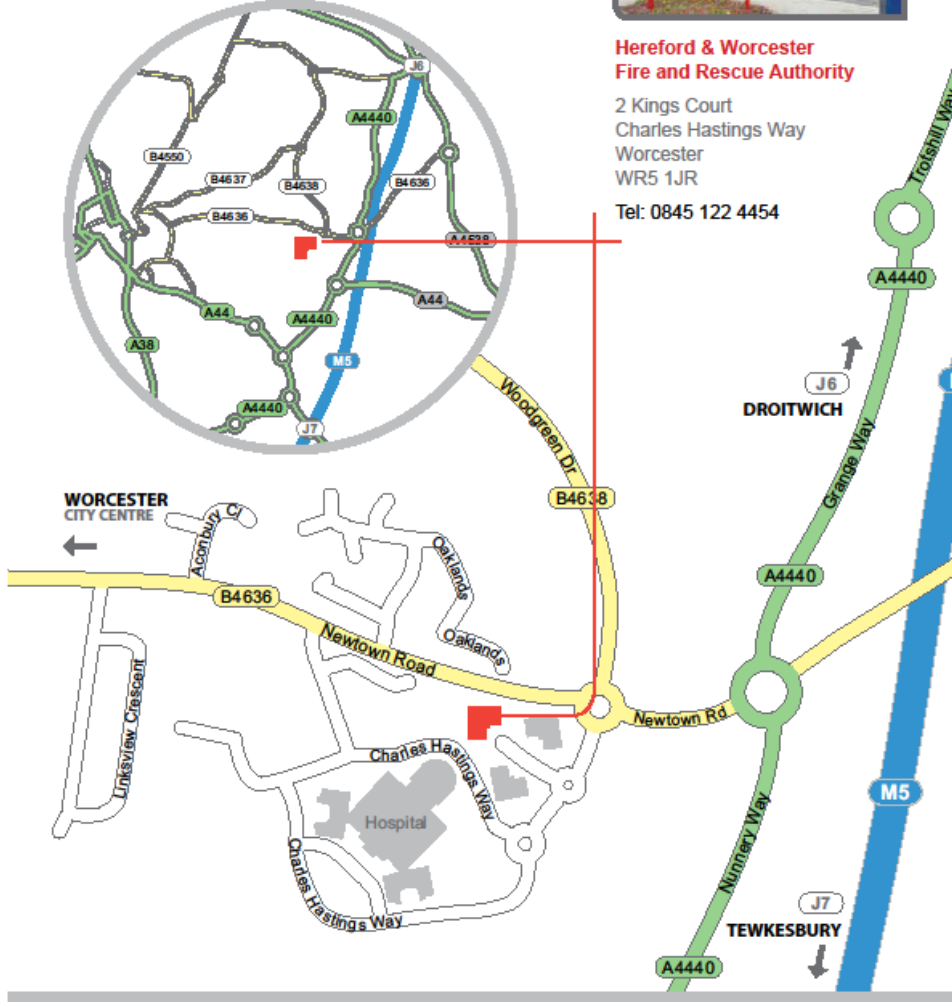 Hereford & Worcester
Fire and Rescue Authority
2 Kings Court
Charles Hastings Way
Worcester
WR5 1JR
Tel: 0845 122 4454
J6
A4440
B4550
B4637
B4638
B4636
B4636
A4538
A44
A44
A4440
A38
M5
A4440
J7
Trotshill Way
A4440
J6
DROITWICH
Grange Way
Woodgreen Dr
B4638
WORCESTER
CITY CENTRE
Aconbury Cl
Oaklands
A4440
B4636
Newtown Road
Oaklands
Linksview Crescent
Newtown Rd
Charles Hastings Way
M5
Hospital
Nunnery Way
Charles Hastings Way
J7
TEWKESBURY
A4440